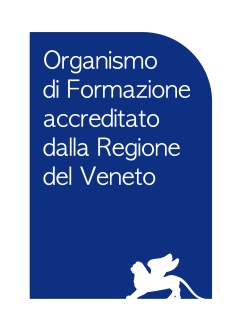 Organismo
di Formazione
accreditato
dalla Regione
del Veneto